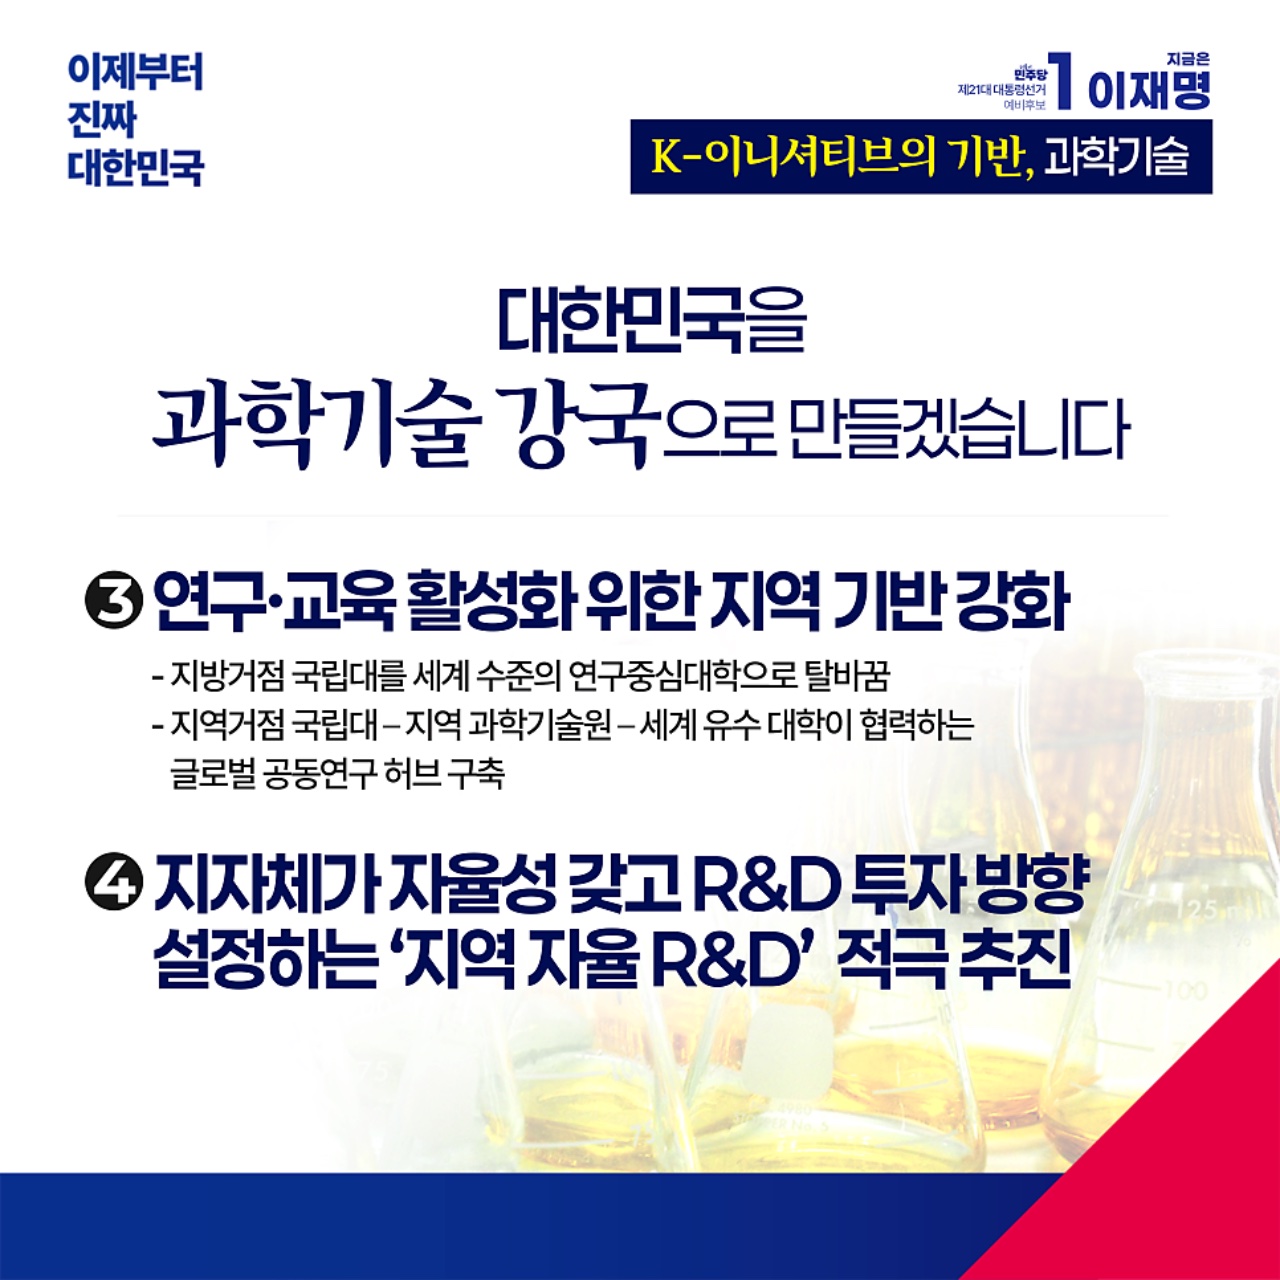 이제부터
진짜
대한민국
지금은
더불어
민주당
제21대 대통령선거
예비후보
1 이재명
K-이니셔티브의 기반, 과학기술
대한민국을
과학기술 강국으로 만들겠습니다
❸ 연구·교육 활성화 위한 지역 기반 강화
- 지방거점 국립대를 세계 수준의 연구중심대학으로 탈바꿈
- 지역거점 국립대 – 지역 과학기술원 – 세계 유수 대학이 협력하는
글로벌 공동연구 허브 구축
❹ 지자체가 자율성 갖고 R&D 투자 방향
설정하는 ‘지역 자율 R&D’ 적극 추진
125
100
75